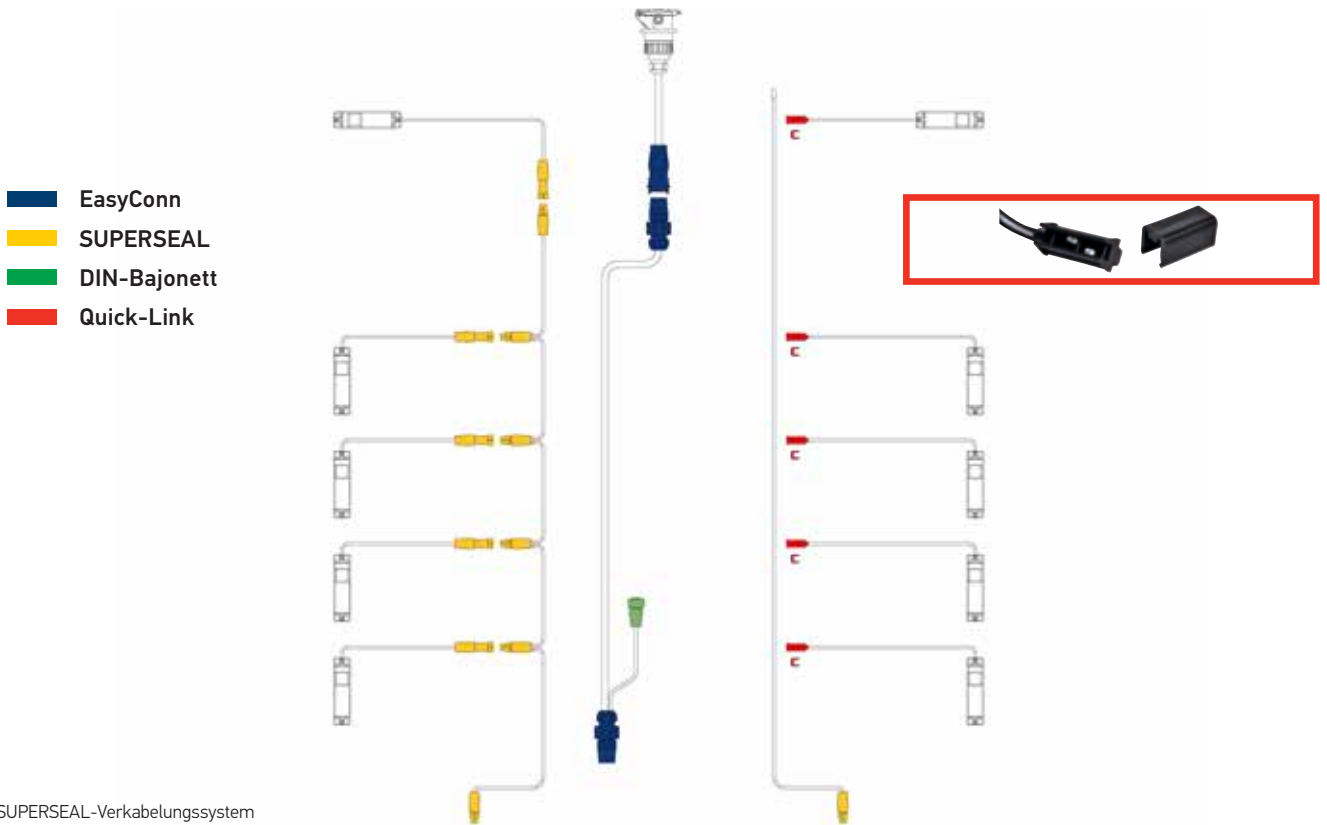 EasyConn
SUPERSEAL
DIN-Bajonett
Quick-Link
SUPERSEAL-Verkabelungssystem